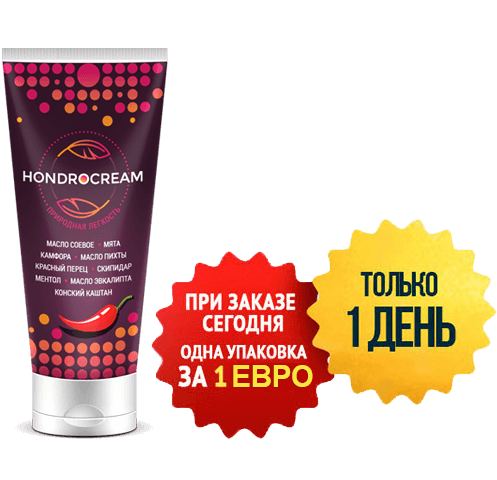 HONDROCREAM
ПРИРОДНАЯ ЛЕГКОСТЬ
МАСЛО СОЕВОЕ • МЯТА
КАМФОРА • МАСЛО ПИХТЫ
КРАСНЫЙ ПЕРЕЦ • СКИПИДАР
МЕНТОЛ • МАСЛО ЭВКАЛИПТА
КОНСКИЙ КАШТАН
ПРИ ЗАКАЗЕ
СЕГОДНЯ
ОДНА УПАКОВКА
ЗА 1 ЕВРО
ТОЛЬКО
1 ДЕНЬ